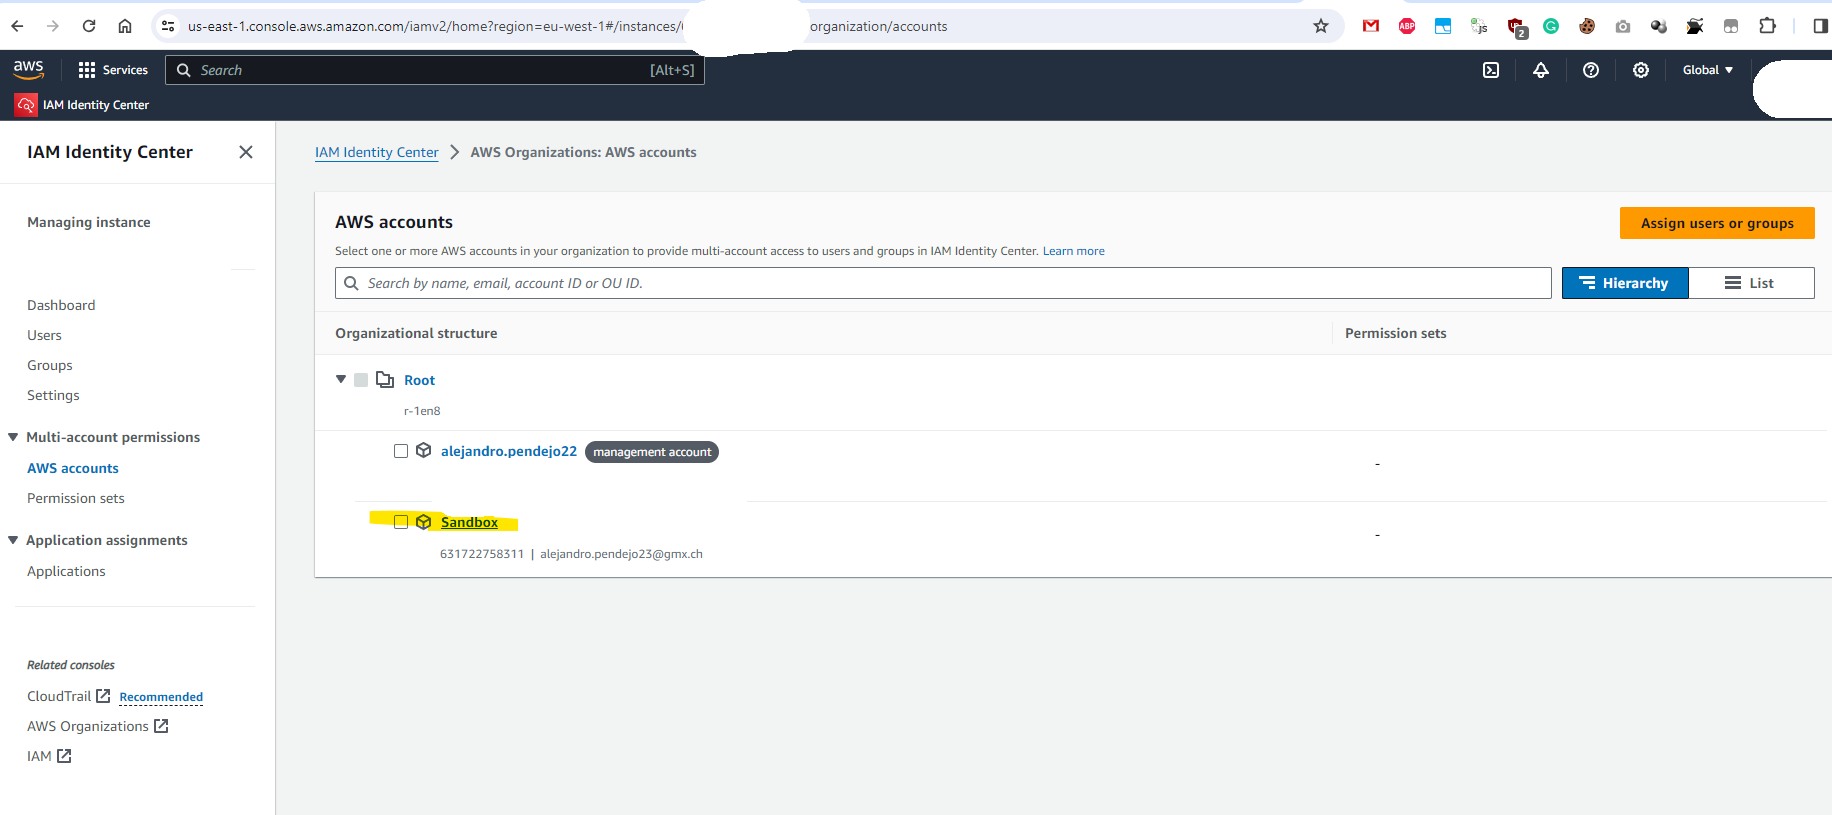 us-east-1.console.aws.amazon.com/iamv2/home?region=eu-west-1#/instances/
organization/accounts
ABP
js
2
aws
Services
Search
[Alt+S]
Global
IAM Identity Center
IAM Identity Center
Managing instance
Dashboard
Users
Groups
Settings
Multi-account permissions
AWS accounts
Permission sets
Application assignments
Applications
Related consoles
CloudTrail Recommended
AWS Organizations
IAM
IAM Identity Center > AWS Organizations: AWS accounts
AWS accounts
Assign users or groups
Select one or more AWS accounts in your organization to provide multi-account access to users and groups in IAM Identity Center. Learn more
Search by name, email, account ID or OU ID.
Hierarchy
List
Organizational structure
Permission sets
Root
r-1en8
alejandro.pendejo22 management account
-
Sandbox
-
631722758311 | alejandro.pendejo23@gmx.ch